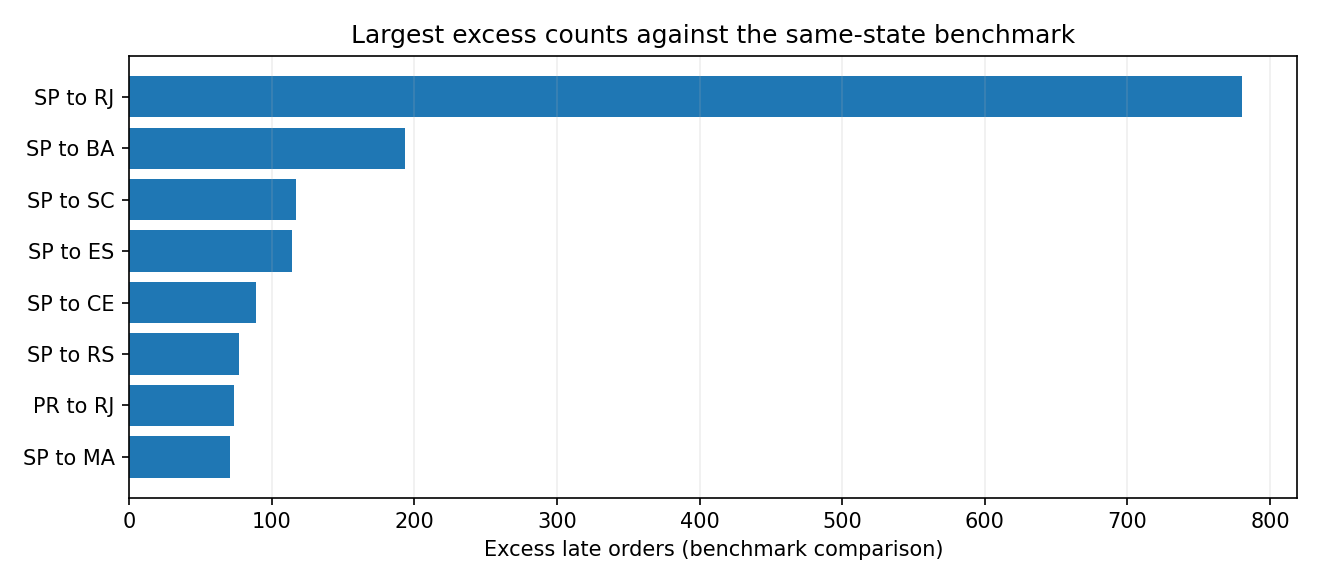 Largest excess counts against the same-state benchmark
SP to RJ
SP to BA
SP to SC
SP to ES
SP to CE
SP to RS
PR to RJ
SP to MA
0 100 200 300 400 500 600 700 800
Excess late orders (benchmark comparison)